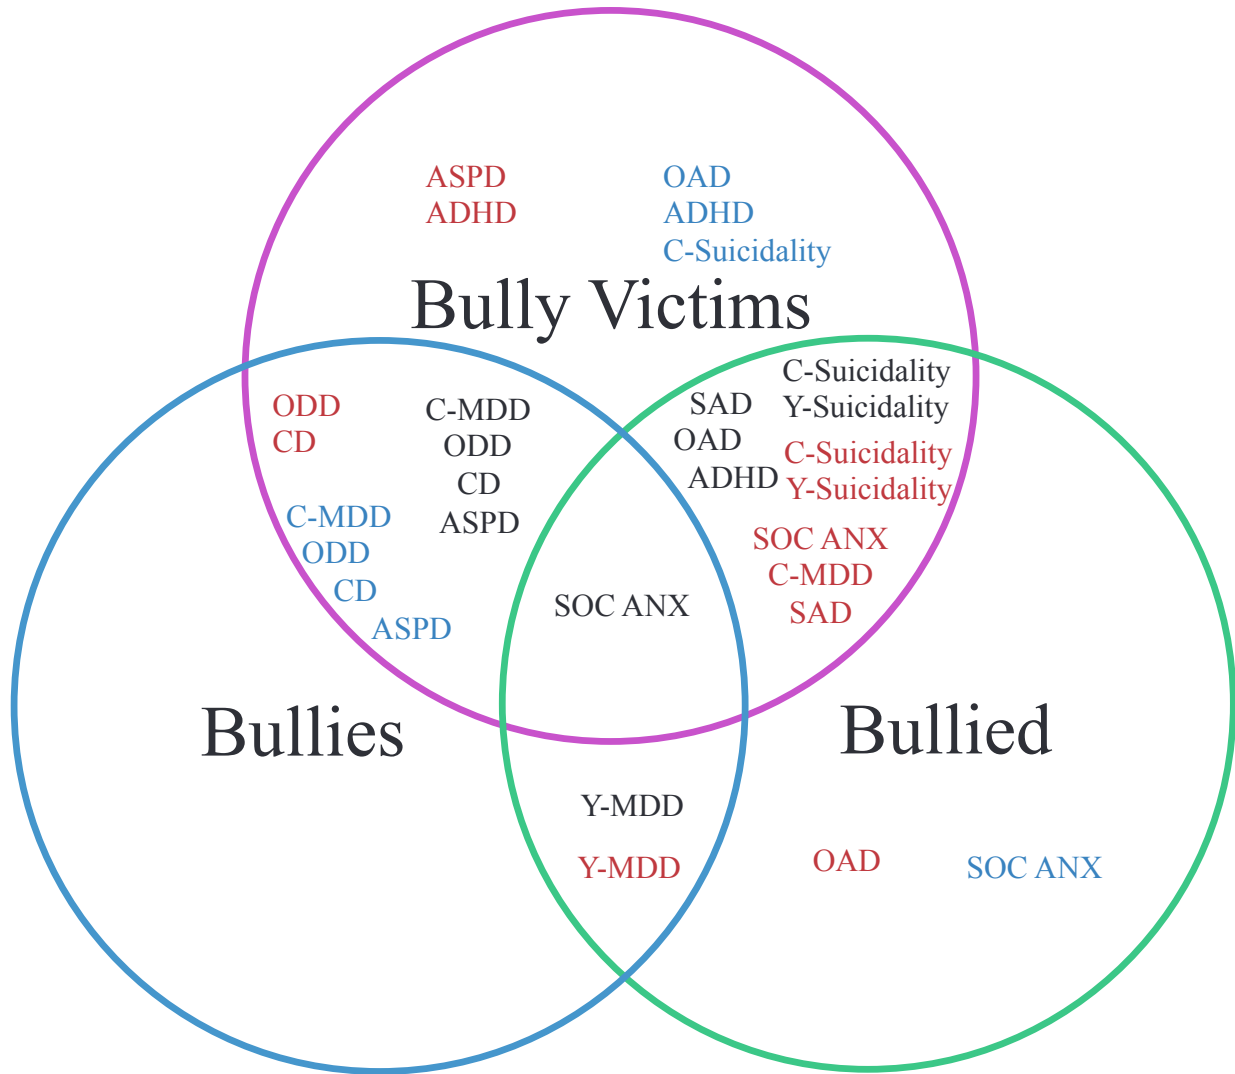 ASPD
ADHD
OAD
ADHD
C-Suicidality
Bully Victims
ODD
CD
C-MDD
ODD
CD
ASPD
C-MDD
ODD
CD
ASPD
SAD
OAD
ADHD
C-Suicidality
Y-Suicidality
C-Suicidality
Y-Suicidality
SOC ANX
C-MDD
SAD
SOC ANX
Bullies
Bullied
Y-MDD
Y-MDD
OAD
SOC ANX